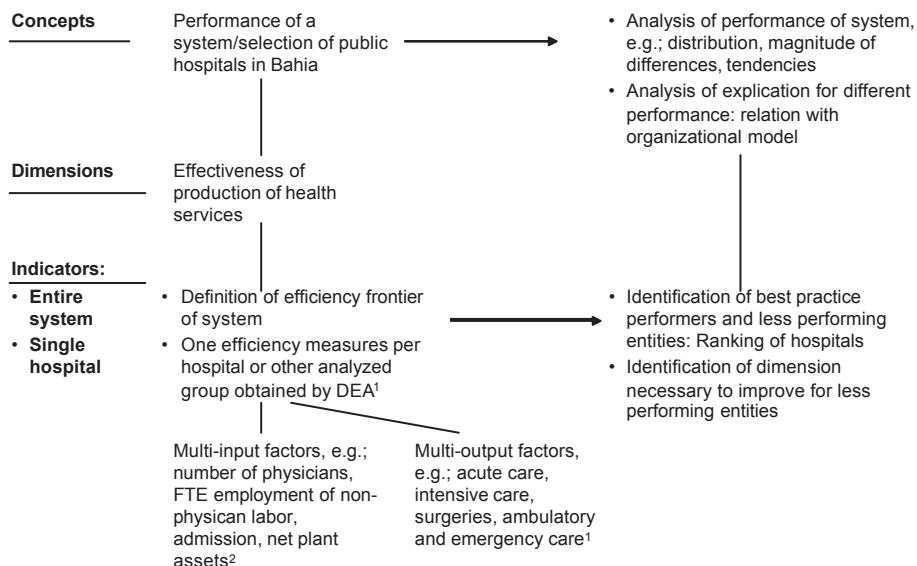 Concepts
Performance of a
system/selection of public
hospitals in Bahia
• Analysis of performance of system,
e.g.; distribution, magnitude of
differences, tendencies
• Analysis of explication for different
performance: relation with
organizational model
Dimensions
Effectiveness of
production of health
services
Indicators:
• Entire
system
• Single
hospital
• Definition of efficiency frontier
of system
• One efficiency measures per
hospital or other analyzed
group obtained by DEA¹
• Identification of best practice
performers and less performing
entities: Ranking of hospitals
• Identification of dimension
necessary to improve for less
performing entities
Multi-input factors, e.g.;
number of physicians,
FTE employment of non-
physican labor,
admission, net plant
assets²
Multi-output factors,
e.g.; acute care,
intensive care,
surgeries, ambulatory
and emergency care¹